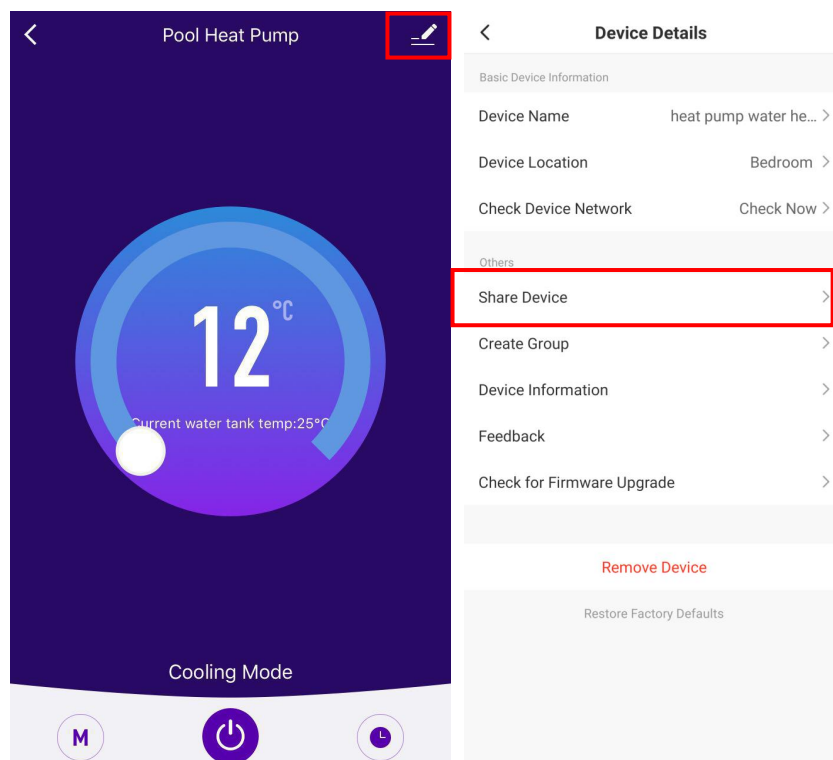 Pool Heat Pump
12°C
Current water tank temp:25°C
Cooling Mode
M
Device Details
Basic Device Information
Device Name heat pump water he...
Device Location Bedroom
Check Device Network Check Now
Others
Share Device
Create Group
Device Information
Feedback
Check for Firmware Upgrade
Remove Device
Restore Factory Defaults